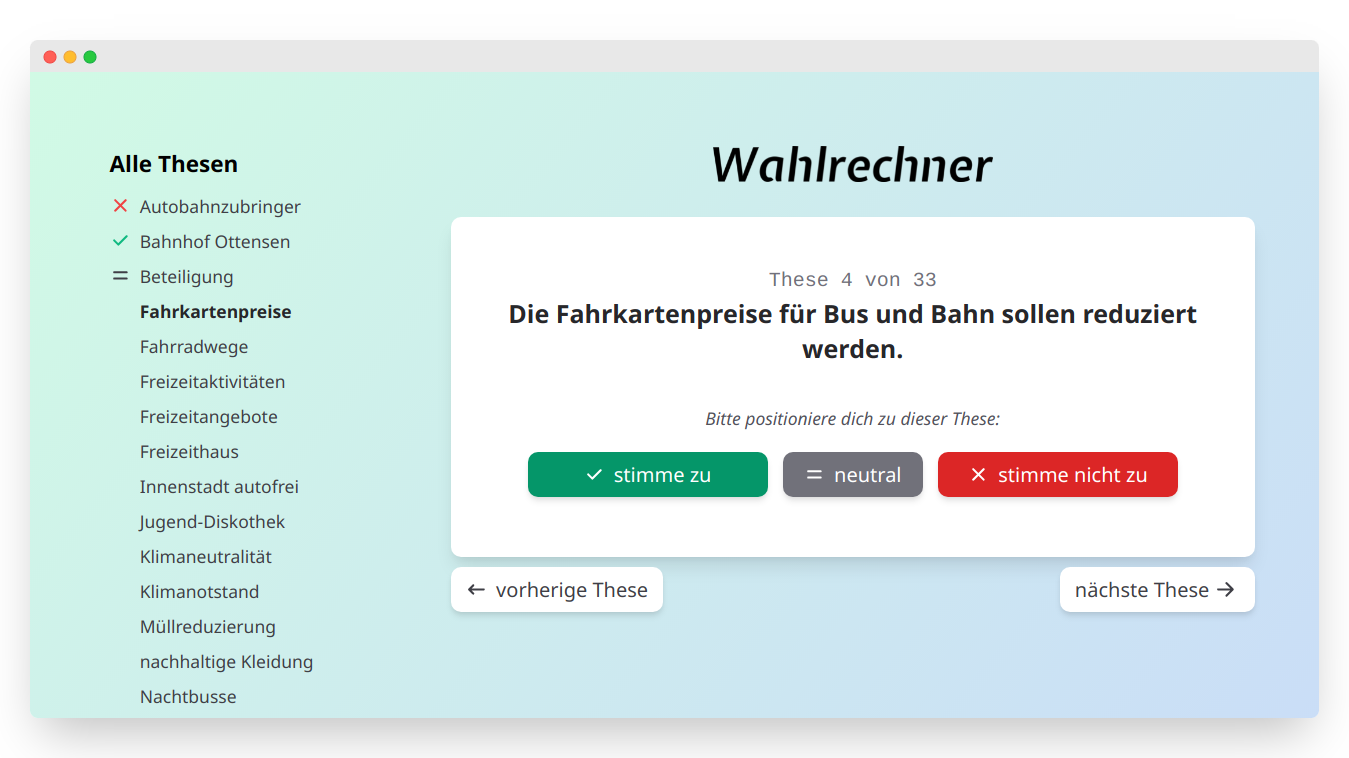 Alle Thesen
Autobahnzubringer
Bahnhof Ottensen
Beteiligung
Fahrkartenpreise
Fahrradwege
Freizeitaktivitäten
Freizeitangebote
Freizeithaus
Innenstadt autofrei
Jugend-Diskothek
Klimaneutralität
Klimanotstand
Müllreduzierung
nachhaltige Kleidung
Nachtbusse
Wahlrechner
These 4 von 33
Die Fahrkartenpreise für Bus und Bahn sollen reduziert
werden.
Bitte positioniere dich zu dieser These:
stimme zu
neutral
stimme nicht zu
vorherige These
nächste These